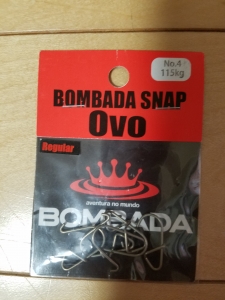 No.4
115kg
BOMBADA SNAP
Ovo
Regular
aventura no mundo
BOMBADA